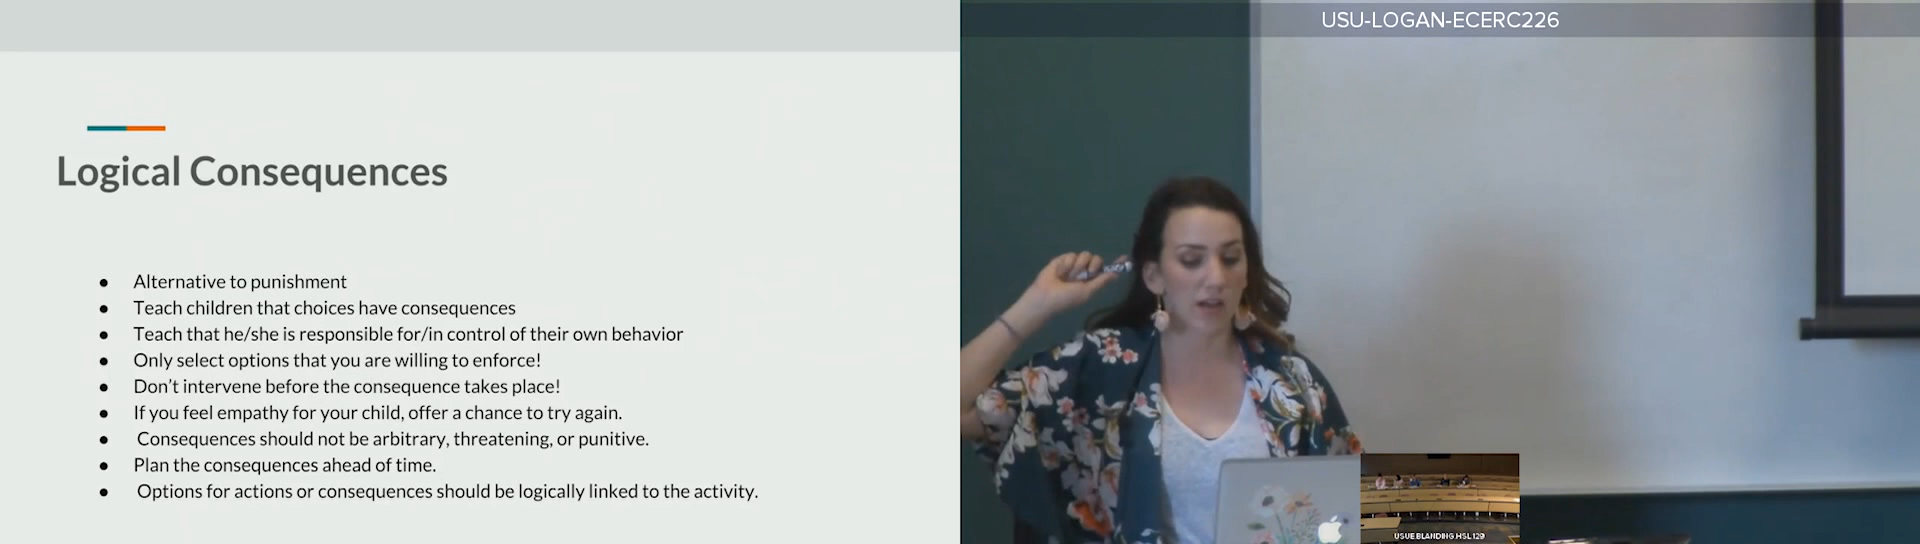 USU-LOGAN-ECERC226
Logical Consequences
● Alternative to punishment
● Teach children that choices have consequences
● Teach that he/she is responsible for/in control of their own behavior
● Only select options that you are willing to enforce!
● Don't intervene before the consequence takes place!
● If you feel empathy for your child, offer a chance to try again.
● Consequences should not be arbitrary, threatening, or punitive.
● Plan the consequences ahead of time.
● Options for actions or consequences should be logically linked to the activity.
USUE BLANDING HSL 129